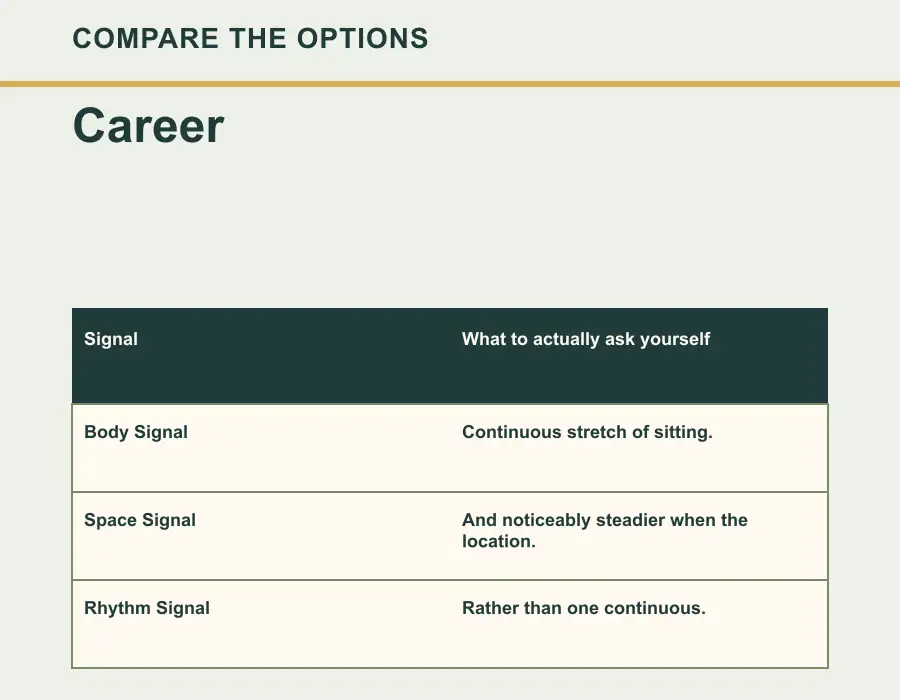 COMPARE THE OPTIONS
Career
Signal
What to actually ask yourself
Body Signal
Continuous stretch of sitting.
Space Signal
And noticeably steadier when the
location.
Rhythm Signal
Rather than one continuous.